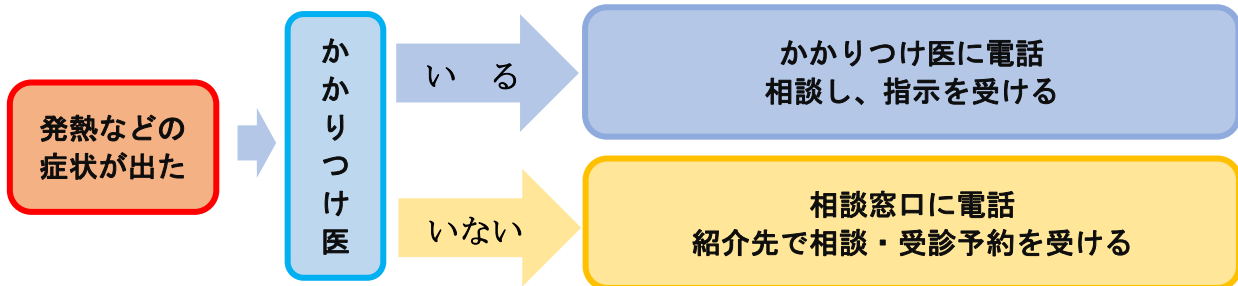 発熱などの
症状が出た
かかりつけ医
い る
かかりつけ医に電話
相談し、指示を受ける
いない
相談窓口に電話
紹介先で相談・受診予約を受ける